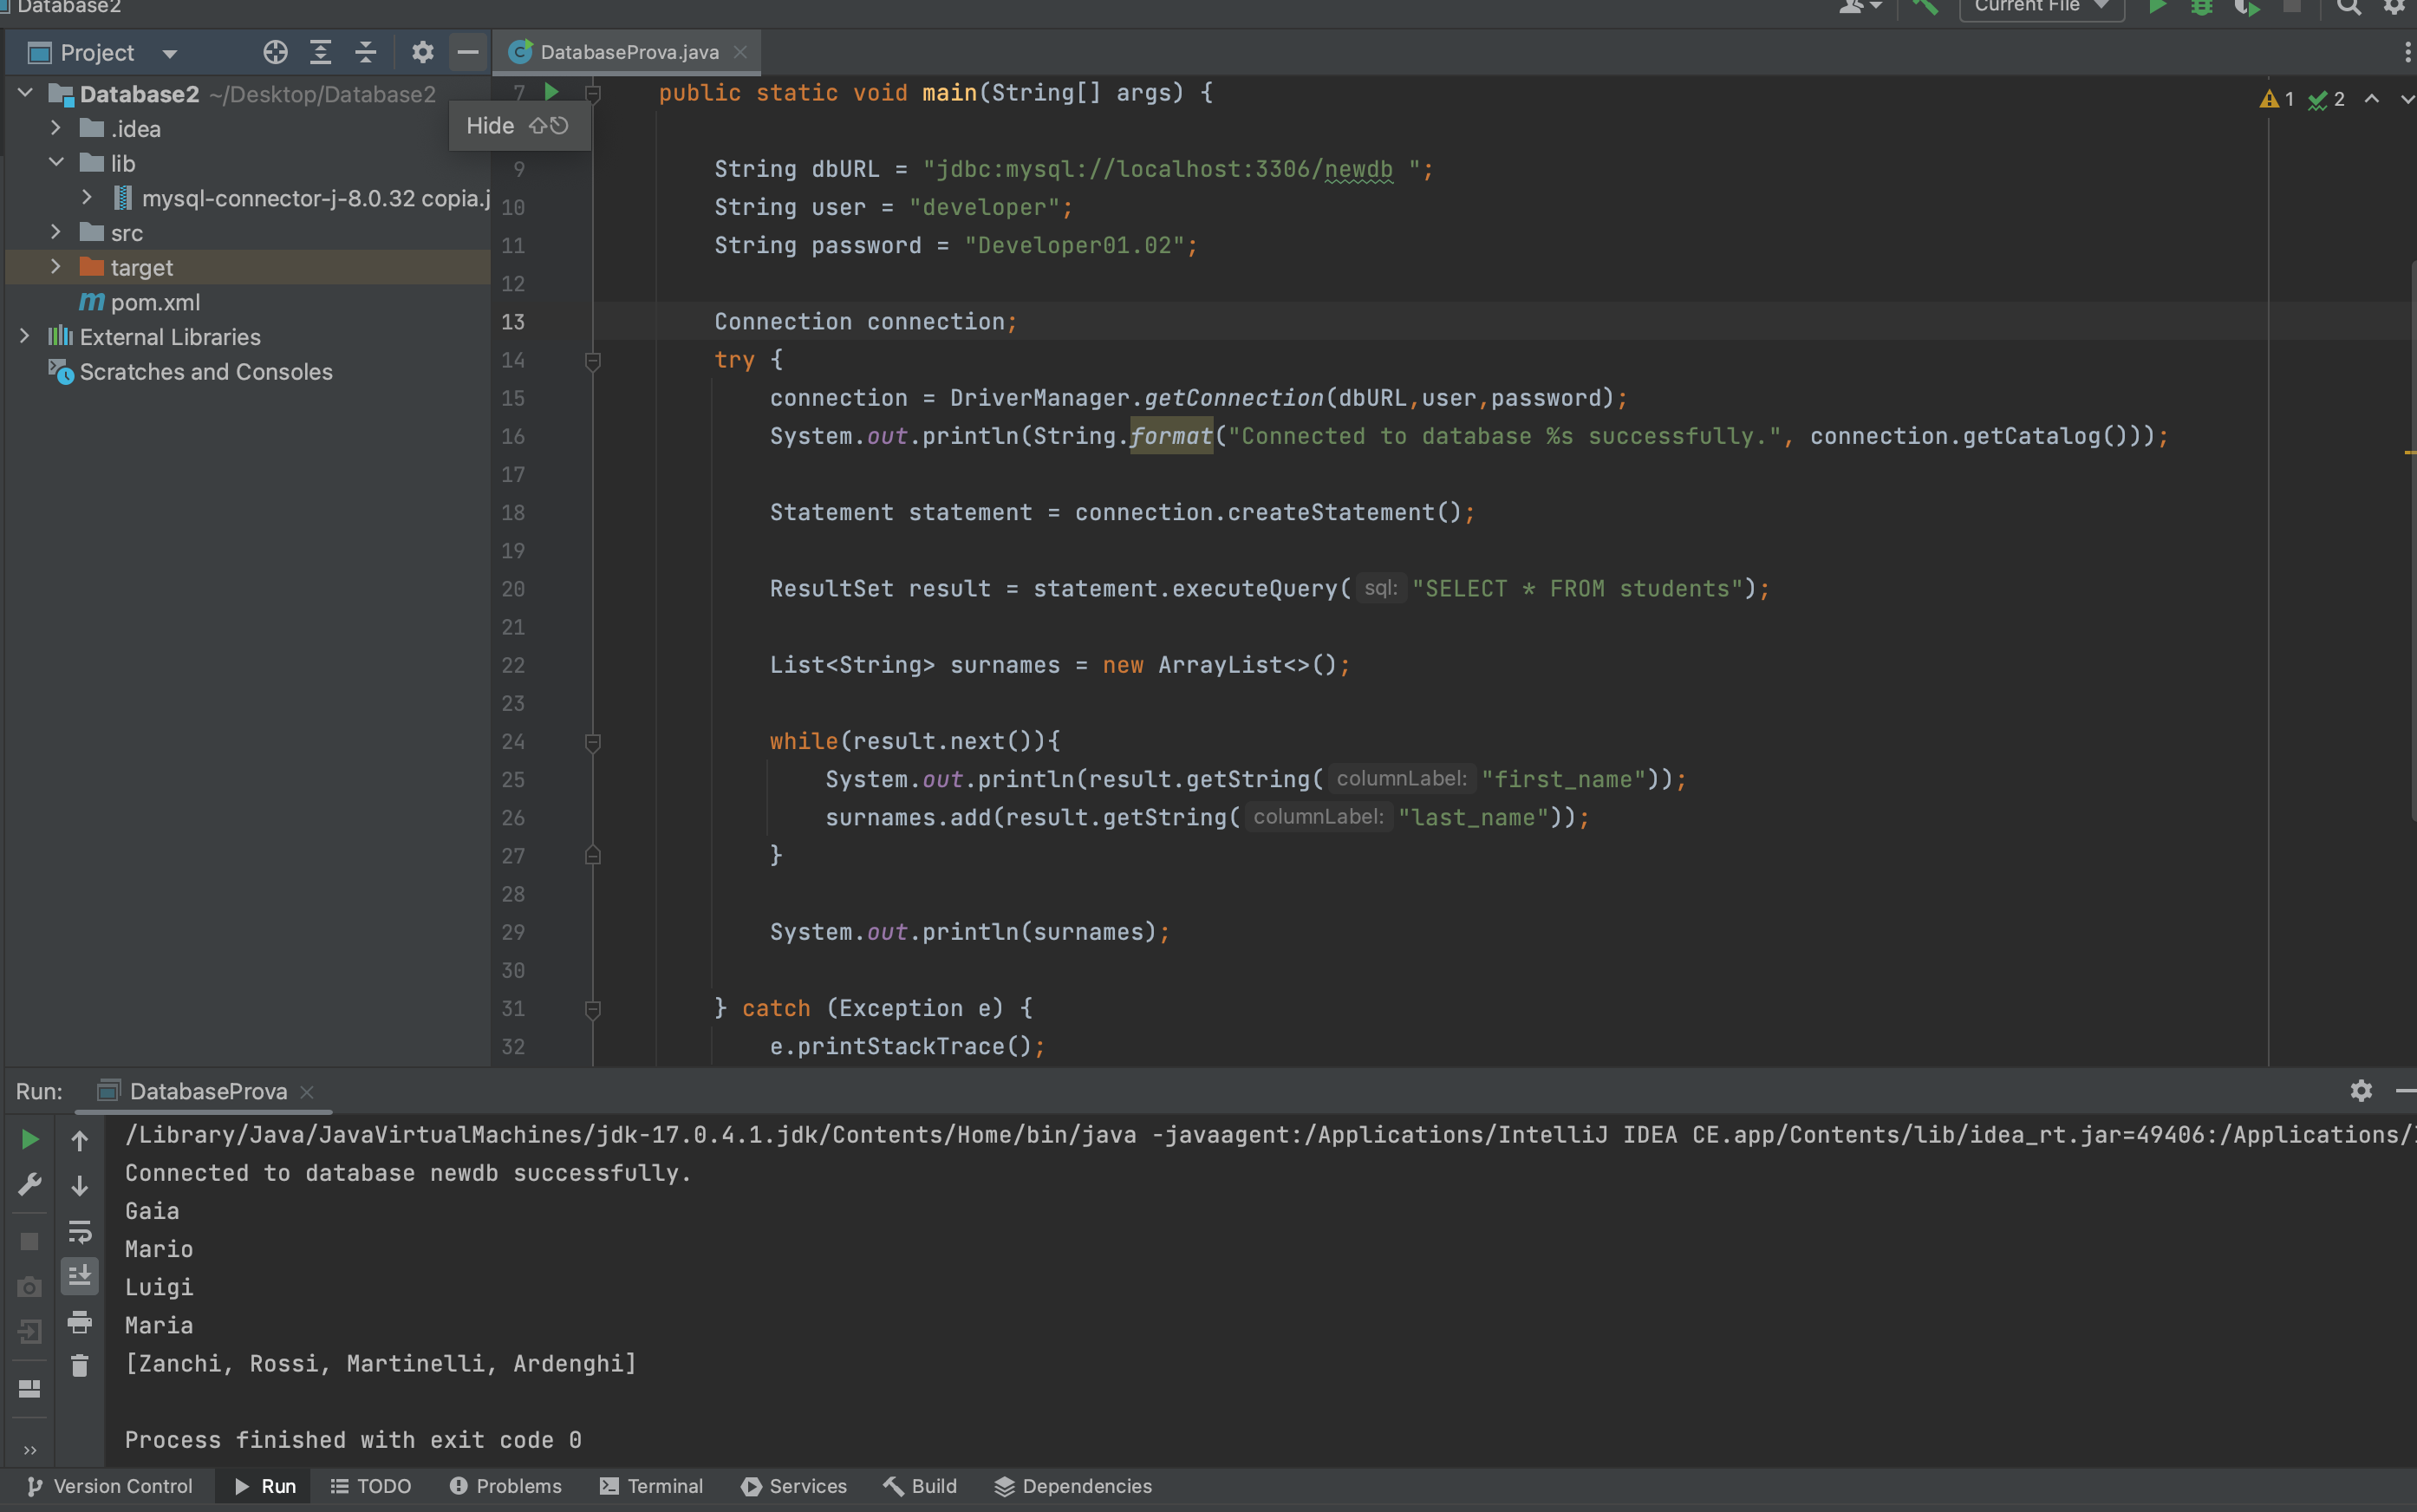 Database2
Current File
Project
DatabaseProva.java
Database2 ~/Desktop/Database2
.idea
lib
mysql-connector-j-8.0.32 copia.j
src
target
pom.xml
External Libraries
Scratches and Consoles
Hide ⇧⎋
1 2
7 public static void main(String[] args) {
9 String dbURL = "jdbc:mysql://localhost:3306/newdb ";
10 String user = "developer";
11 String password = "Developer01.02";
12
13 Connection connection;
14 try {
15 connection = DriverManager.getConnection(dbURL,user,password);
16 System.out.println(String.format("Connected to database %s successfully.", connection.getCatalog()));
17
18 Statement statement = connection.createStatement();
19
20 ResultSet result = statement.executeQuery( sql: "SELECT * FROM students");
21
22 List<String> surnames = new ArrayList<>();
23
24 while(result.next()){
25 System.out.println(result.getString( columnLabel: "first_name"));
26 surnames.add(result.getString( columnLabel: "last_name"));
27 }
28
29 System.out.println(surnames);
30
31 } catch (Exception e) {
32 e.printStackTrace();
Run: DatabaseProva
/Library/Java/JavaVirtualMachines/jdk-17.0.4.1.jdk/Contents/Home/bin/java -javaagent:/Applications/IntelliJ IDEA CE.app/Contents/lib/idea_rt.jar=49406:/Applications/
Connected to database newdb successfully.
Gaia
Mario
Luigi
Maria
[Zanchi, Rossi, Martinelli, Ardenghi]
Process finished with exit code 0
Version Control Run TODO Problems Terminal Services Build Dependencies